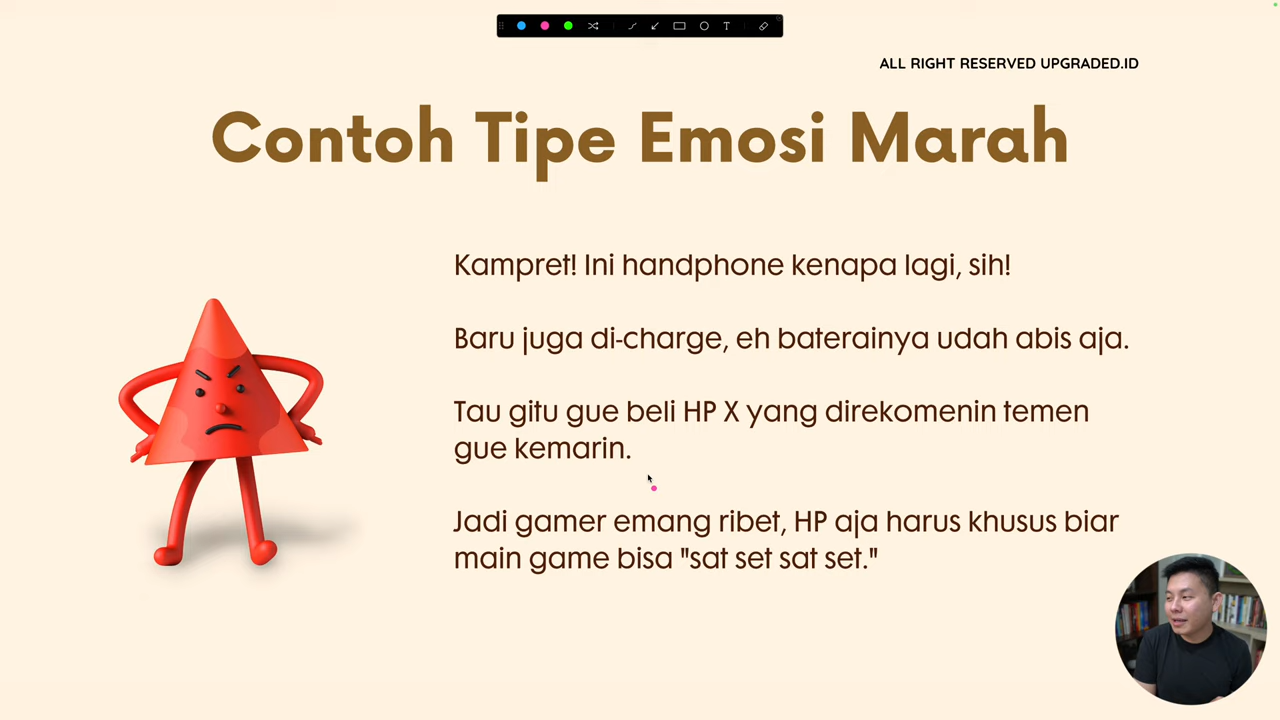 ALL RIGHT RESERVED UPGRADED.ID
Contoh Tipe Emosi Marah
Kampret! Ini handphone kenapa lagi, sih!
Baru juga di-charge, eh baterainya udah abis aja.
Tau gitu gue beli HP X yang direkomenin temen
gue kemarin.
Jadi gamer emang ribet, HP aja harus khusus biar
main game bisa "sat set sat set."